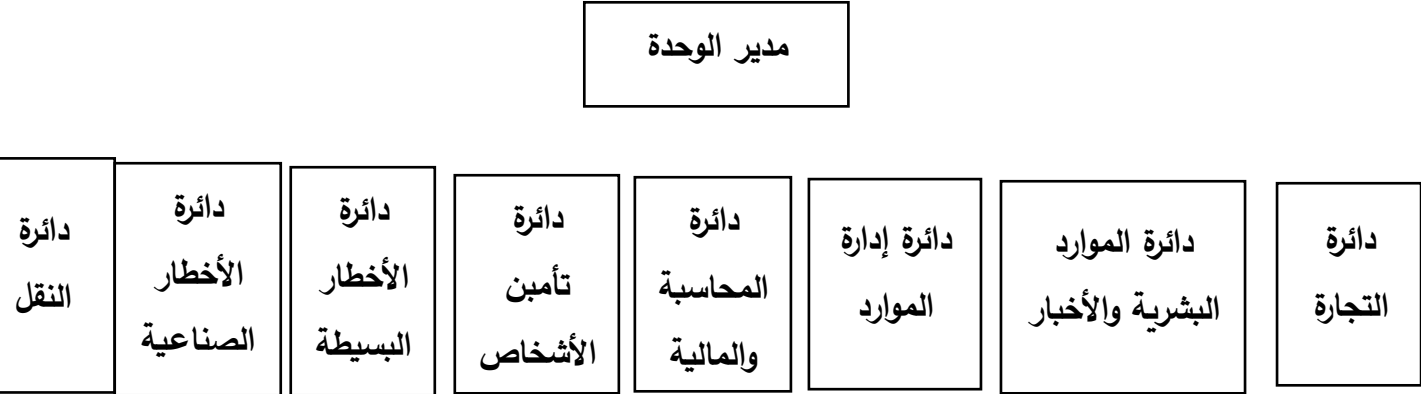 مدير الوحدة
دائرة
التجارة
دائرة الموارد
البشرية والأخبار
دائرة إدارة
الموارد
دائرة
المحاسبة
والمالية
دائرة
تأمبن
الأشخاص
دائرة
الأخطار
البسيطة
دائرة
الأخطار
الصناعية
دائرة
النقل